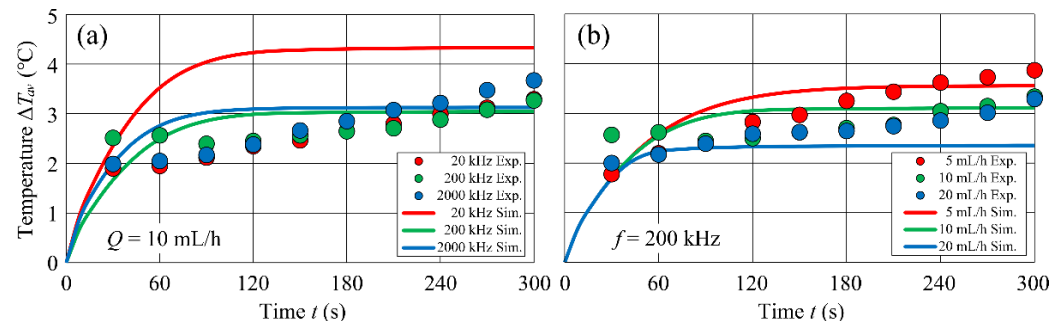 Temperature ΔTav (°C)
5
4
3
2
1
0
(a)
Q = 10 mL/h
20 kHz Exp.
200 kHz Exp.
2000 kHz Exp.
20 kHz Sim.
200 kHz Sim.
2000 kHz Sim.
0 60 120 180 240 300
Time t (s)
(b)
f = 200 kHz
5 mL/h Exp.
10 mL/h Exp.
20 mL/h Exp.
5 mL/h Sim.
10 mL/h Sim.
20 mL/h Sim.
0 60 120 180 240 300
Time t (s)